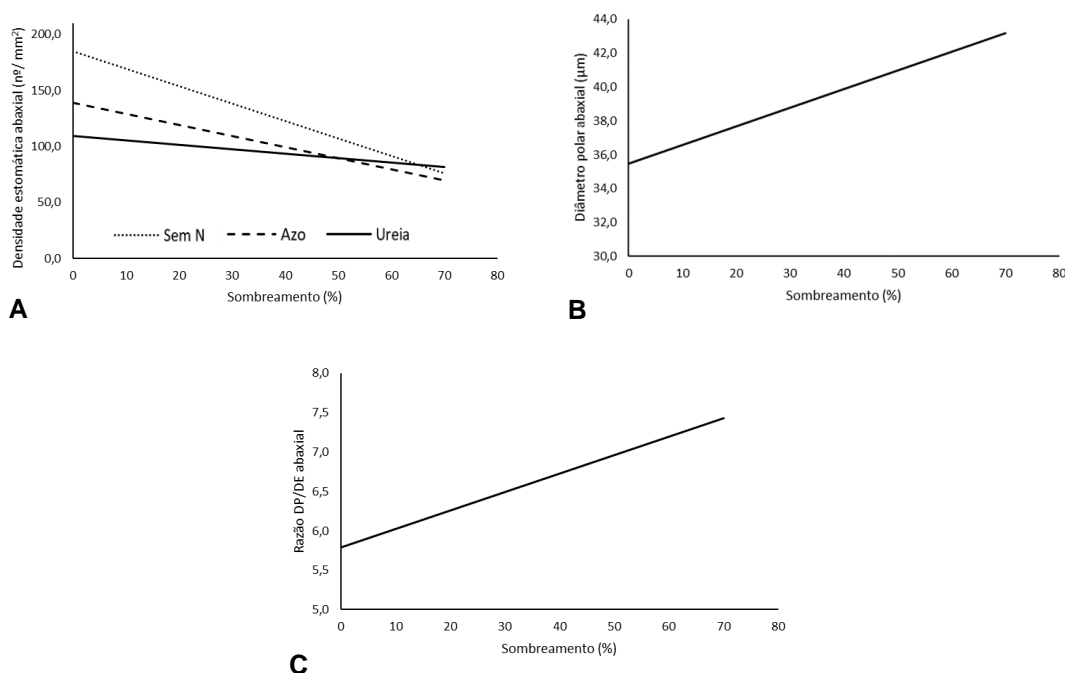 Densidade estomática abaxial (nº/ mm²)
200,0
150,0
100,0
50,0
0,0
Sem N Azo Ureia
0 10 20 30 40 50 60 70 80
Sombreamento (%)
A
Diâmetro polar abaxial (µm)
44,0
42,0
40,0
38,0
36,0
34,0
32,0
30,0
0 10 20 30 40 50 60 70 80
Sombreamento (%)
B
Razão DP/DE abaxial
8,0
7,5
7,0
6,5
6,0
5,5
5,0
0 10 20 30 40 50 60 70 80
Sombreamento (%)
C